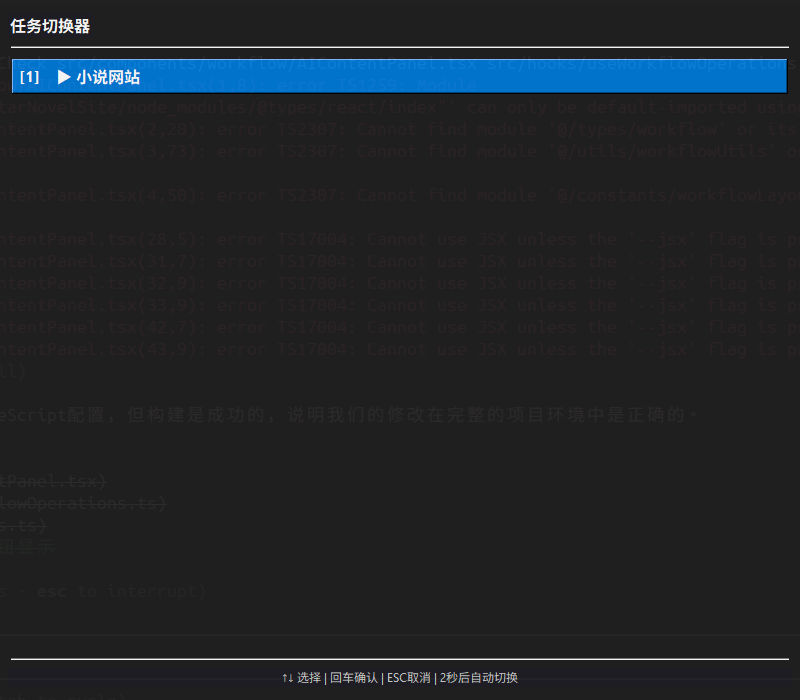 任务切换器
components/workflow/AIContentPanel.tsx src/hooks/useWorkflowOperations
[1] ▶ 小说网站
tarNovelSite/node_modules/@types/react/index'' can only be default-imported usin
ntentPanel.tsx(2,28): error TS2307: Cannot find module '@/types/workflow' or its
ntentPanel.tsx(3,73): error TS2307: Cannot find module '@/utils/workflowUtils' o
ntentPanel.tsx(4,50): error TS2307: Cannot find module '@/constants/workflowLayo
ntentPanel.tsx(28,5): error TS17004: Cannot use JSX unless the '--jsx' flag is p
ntentPanel.tsx(31,7): error TS17004: Cannot use JSX unless the '--jsx' flag is p
ntentPanel.tsx(32,9): error TS17004: Cannot use JSX unless the '--jsx' flag is p
ntentPanel.tsx(33,9): error TS17004: Cannot use JSX unless the '--jsx' flag is p
ntentPanel.tsx(42,7): error TS17004: Cannot use JSX unless the '--jsx' flag is p
ntentPanel.tsx(43,9): error TS17004: Cannot use JSX unless the '--jsx' flag is p
eScript配置，但构建是成功的，说明我们的修改在完整的项目环境中是正确的。
tPanel.tsx)
lowOperations.ts)
s.ts)
s · esc to interrupt)
↑↓ 选择 | 回车确认 | ESC取消 | 2秒后自动切换